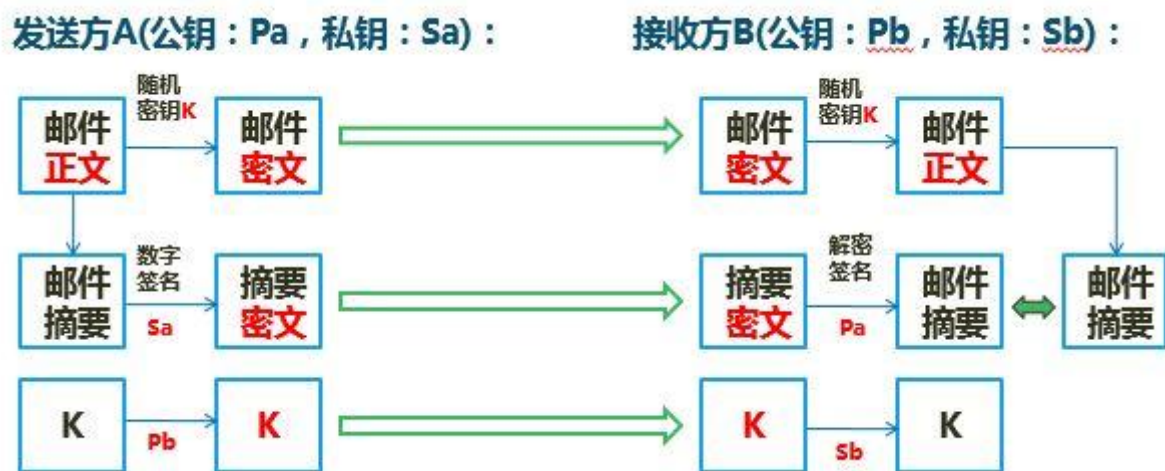 发送方A(公钥：Pa，私钥：Sa)：
接收方B(公钥：Pb，私钥：Sb)：
邮件
正文
随机
密钥K
邮件
密文
邮件
密文
随机
密钥K
邮件
正文
邮件
摘要
数字
签名
Sa
摘要
密文
摘要
密文
解密
签名
Pa
邮件
摘要
邮件
摘要
K
Pb
K
K
Sb
K